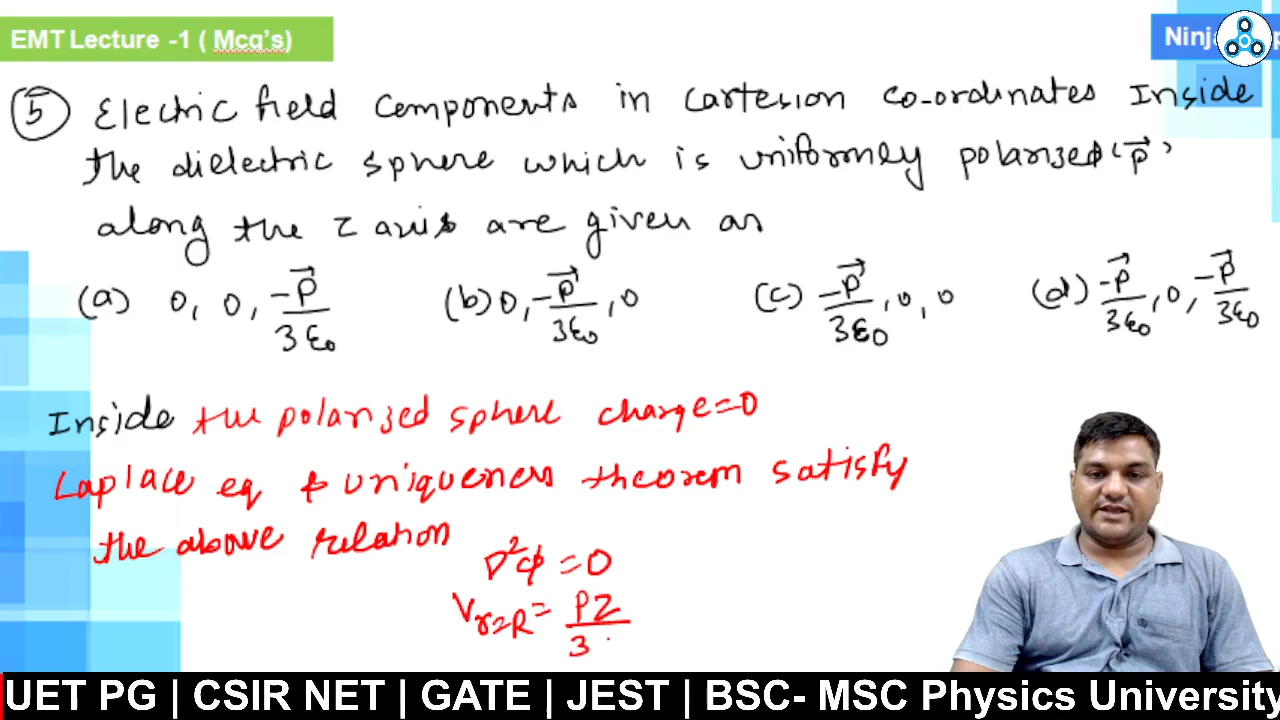 EMT Lecture -1 ( Mcq's)
Ninj
(5) Electric field components in cartesion co-ordinates Inside
the dielectric sphere which is uniformly polarized (P⃗)
along the z axis are given as
(a) 0, 0, -P⃗/3ε₀ (b) 0, -P⃗/3ε₀, 0 (c) -P⃗/3ε₀, 0, 0 (d) -P⃗/3ε₀, 0, -P⃗/3ε₀
Inside the polarized sphere charge=0
Laplace eq & uniqueness theorem satisfy
the above relation
∇²φ = 0
V r=R = PZ/3
UET PG | CSIR NET | GATE | JEST | BSC- MSC Physics University